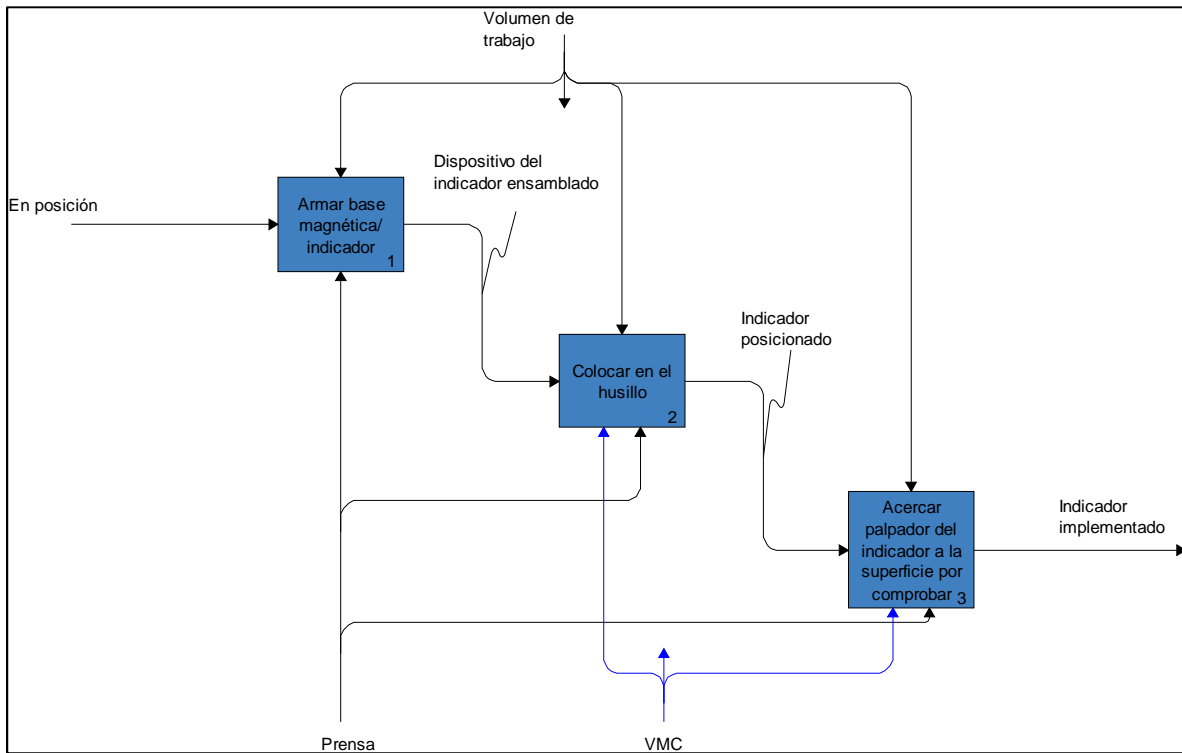 Volumen de
trabajo
Dispositivo del
indicador ensamblado
En posición
Armar base
magnética/
indicador
1
Indicador
posicionado
Colocar en el
husillo
2
Acercar
palpador del
indicador a la
superficie por
comprobar
3
Indicador
implementado
Prensa
VMC